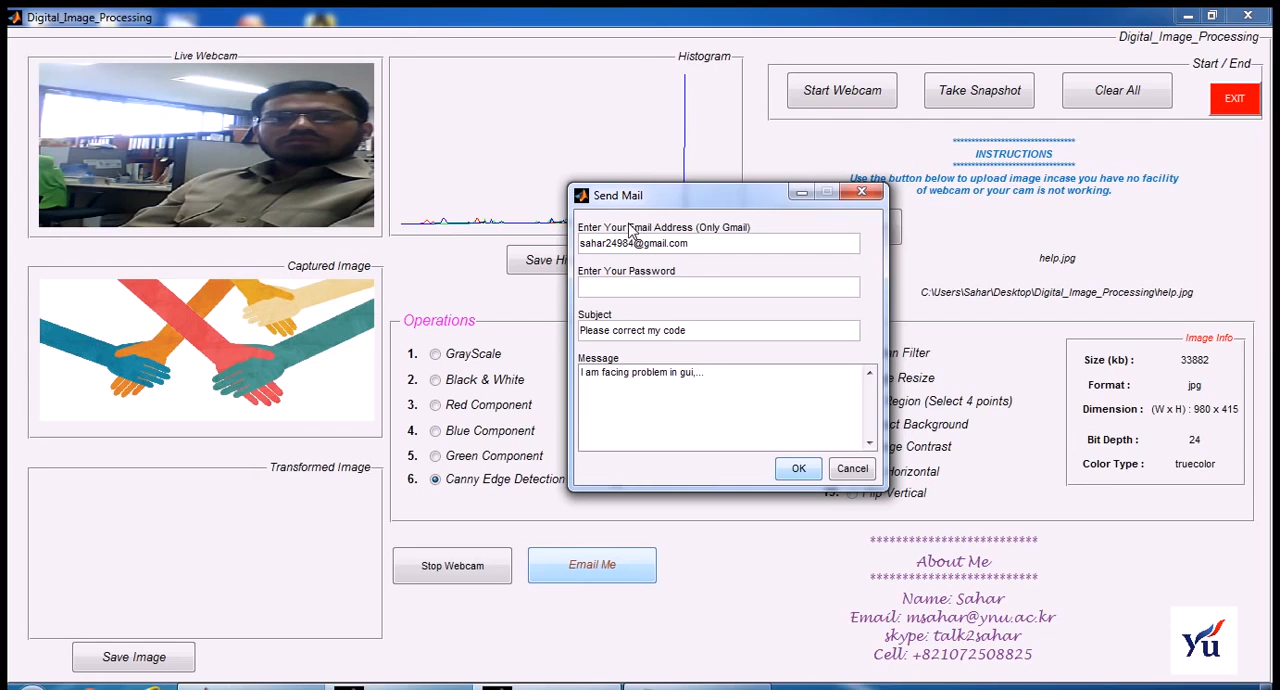 Digital_Image_Processing
Digital_Image_Processing
Live Webcam
Histogram
Start / End
Start Webcam
Take Snapshot
Clear All
EXIT
*******************************
INSTRUCTIONS
*******************************
Use the button below to upload image incase you have no facility
of webcam or your cam is not working.
Send Mail
Enter Your Email Address (Only Gmail)
sahar24984@gmail.com
Enter Your Password
Subject
Please correct my code
Message
I am facing problem in gui,...
OK
Cancel
Save Hi
help.jpg
C:\Users\Sahar\Desktop\Digital_Image_Processing\help.jpg
Captured Image
Operations
1. GrayScale
2. Black & White
3. Red Component
4. Blue Component
5. Green Component
6. Canny Edge Detection
an Filter
e Resize
Region (Select 4 points)
ct Background
ge Contrast
Horizontal
Flip Vertical
Image Info
Size (kb) : 33882
Format : jpg
Dimension : (W x H) : 980 x 415
Bit Depth : 24
Color Type : truecolor
Transformed Image
Stop Webcam
Email Me
Save Image
**************************
About Me
**************************
Name: Sahar
Email: msahar@ynu.ac.kr
skype: talk2sahar
Cell: +821072508825
yu